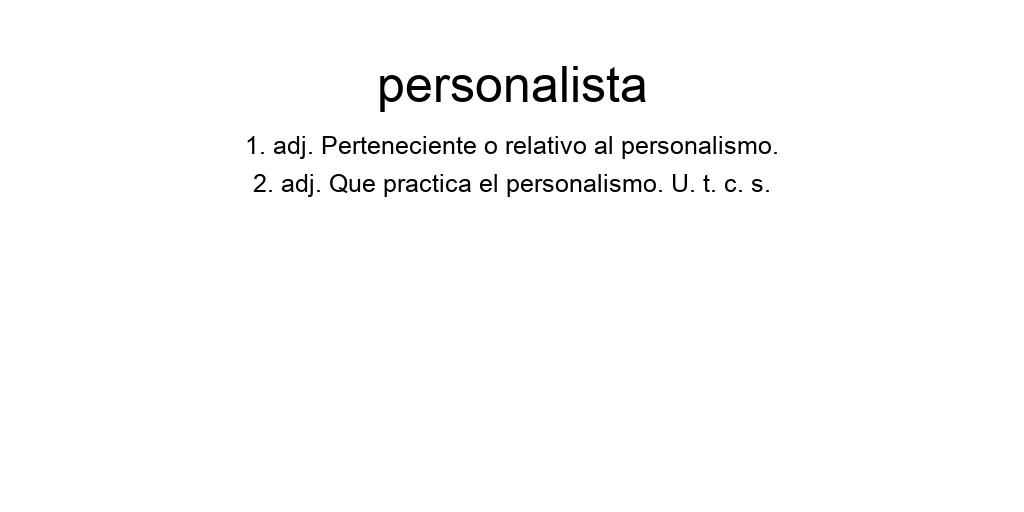 personalista
1. adj. Perteneciente o relativo al personalismo.
2. adj. Que practica el personalismo. U. t. c. s.